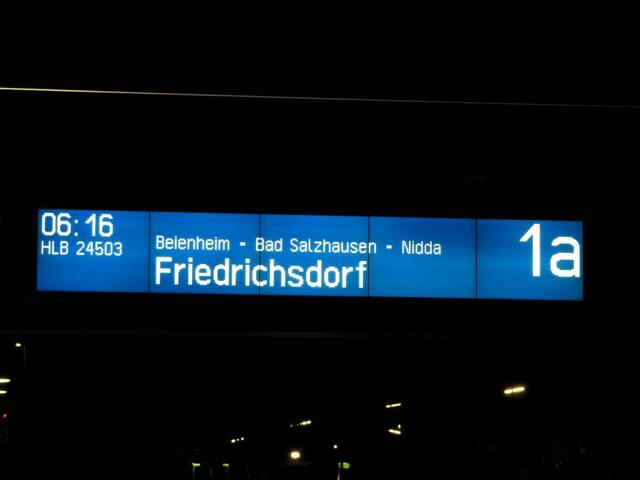 06:16
HLB 24503
Beienheim - Bad Salzhausen - Nidda
Friedrichsdorf
1a